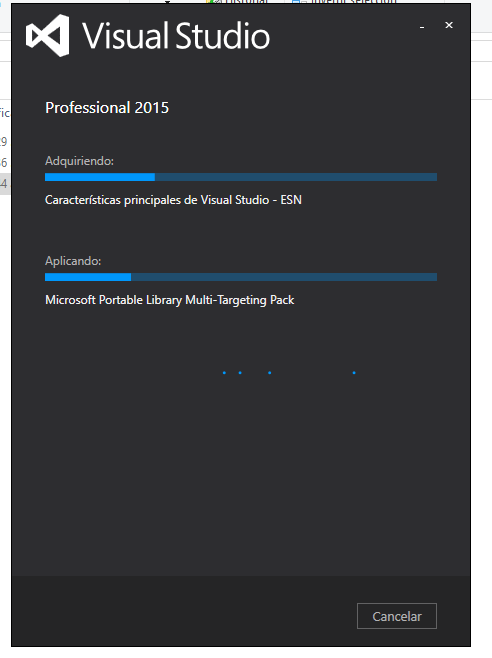 Visual Studio
Professional 2015
Adquiriendo:
Características principales de Visual Studio - ESN
Aplicando:
Microsoft Portable Library Multi-Targeting Pack
Cancelar